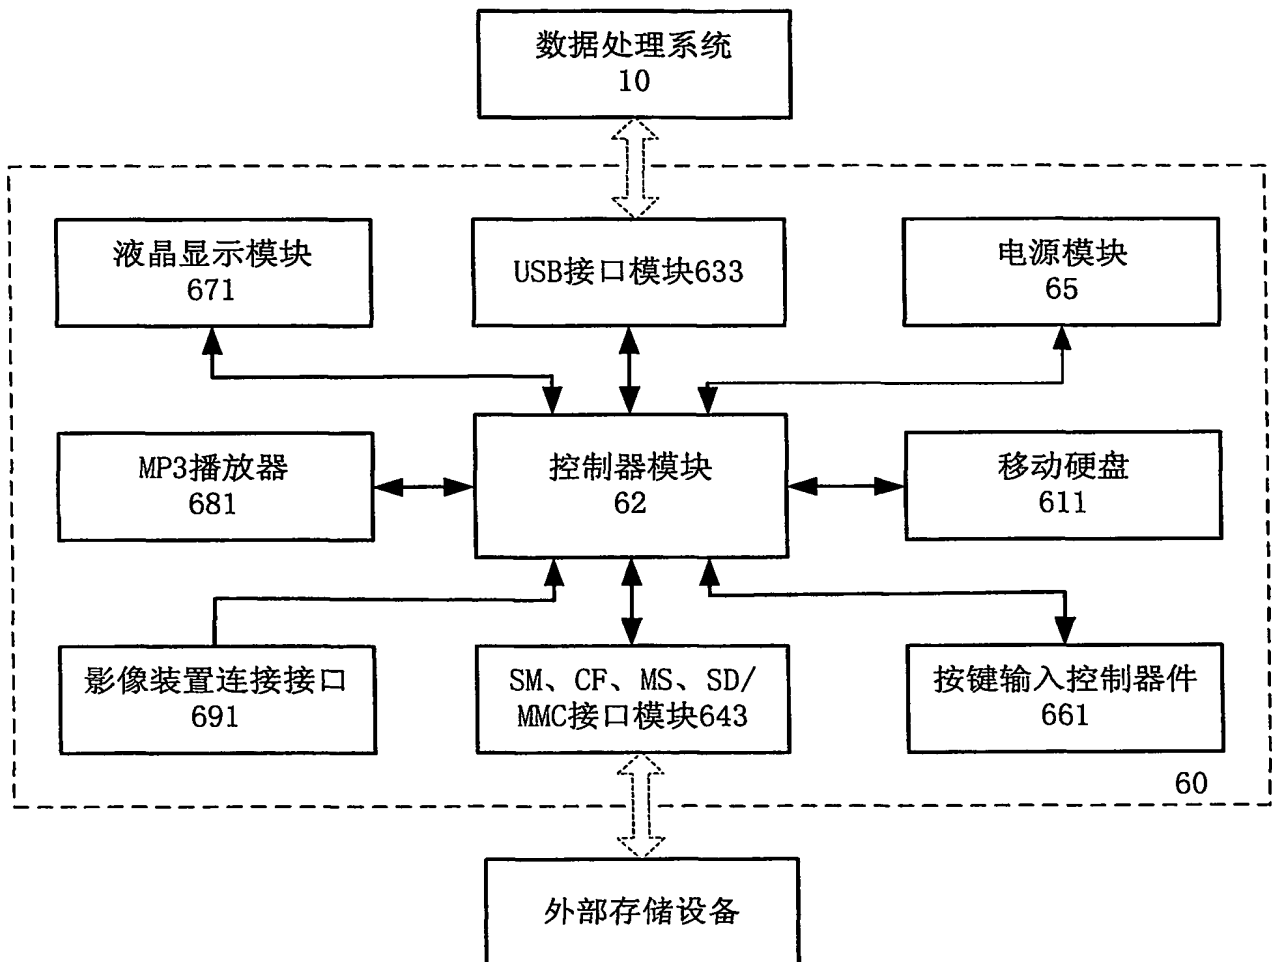 数据处理系统
10
液晶显示模块
671
USB接口模块633
电源模块
65
MP3播放器
681
控制器模块
62
移动硬盘
611
影像装置连接接口
691
SM、CF、MS、SD/
MMC接口模块643
按键输入控制器件
661
60
外部存储设备